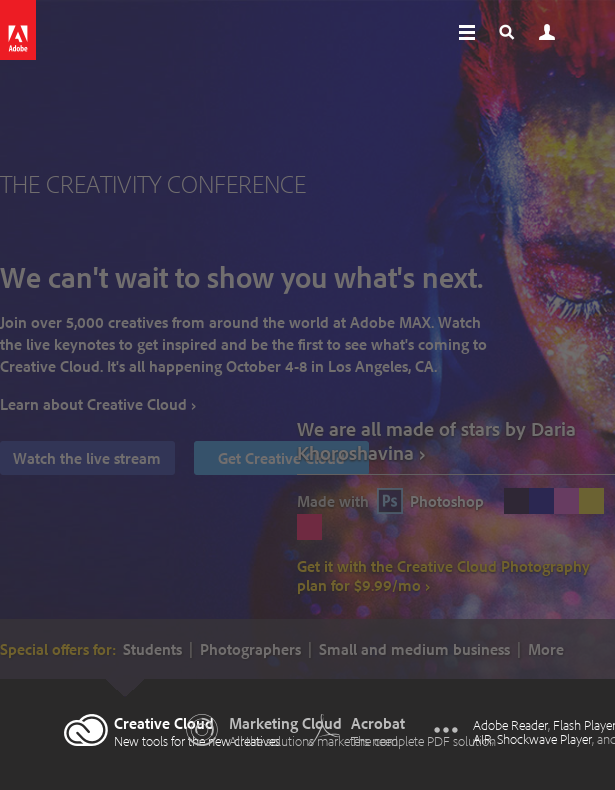 Adobe
THE CREATIVITY CONFERENCE
We can't wait to show you what's next.
Join over 5,000 creatives from around the world at Adobe MAX. Watch
the live keynotes to get inspired and be the first to see what's coming to
Creative Cloud. It's all happening October 4-8 in Los Angeles, CA.
Learn about Creative Cloud ›
Watch the live stream
Get Creative Cloud
We are all made of stars by Daria
Khoroshavina ›
Made with Ps Photoshop
Get it with the Creative Cloud Photography
plan for $9.99/mo ›
Special offers for: Students | Photographers | Small and medium business | More
Creative Cloud
New tools for the new creatives
Marketing Cloud
All the solutions marketers need
Acrobat
The complete PDF solution
Adobe Reader, Flash Player
AIR, Shockwave Player, and